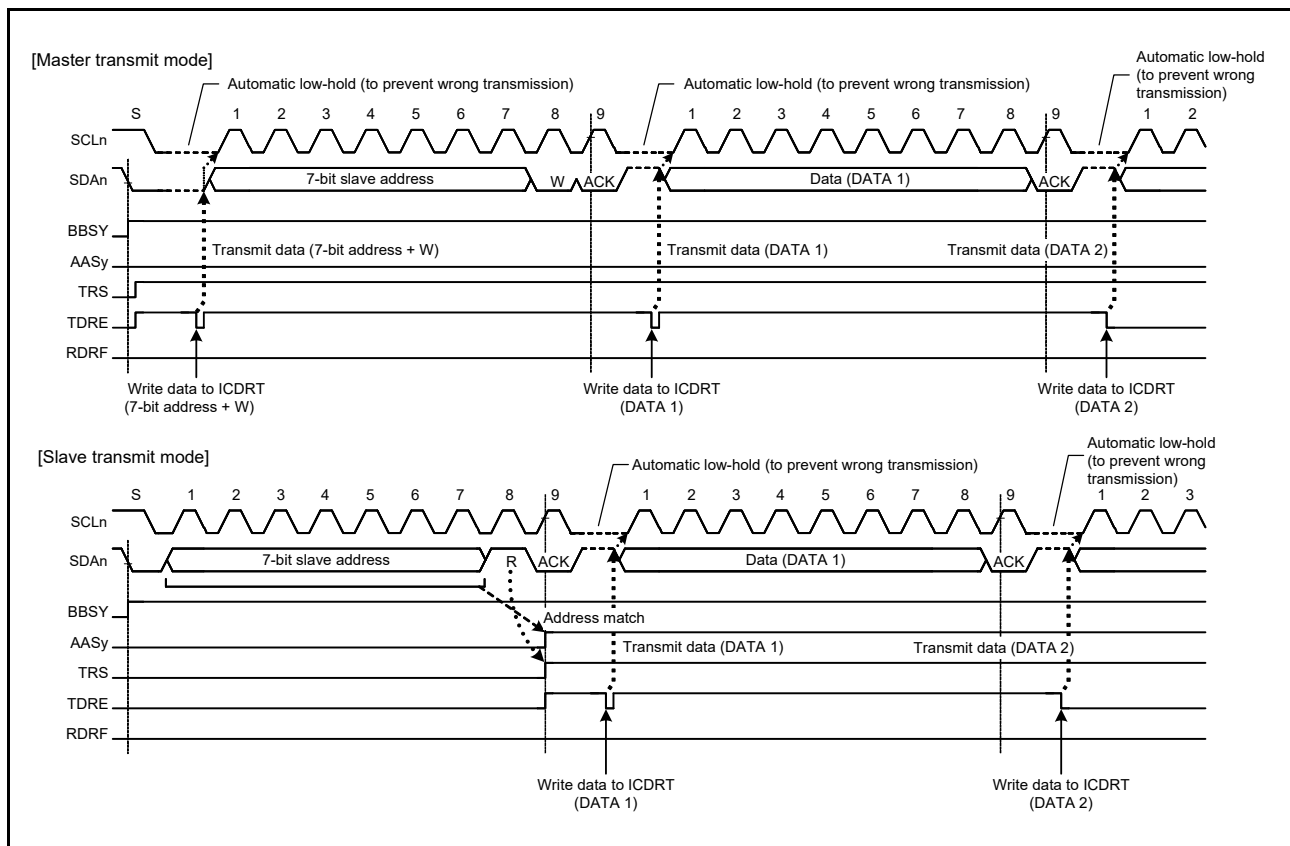 [Master transmit mode]
Automatic low-hold (to prevent wrong transmission)
Automatic low-hold (to prevent wrong transmission)
Automatic low-hold
(to prevent wrong
transmission)
S 1 2 3 4 5 6 7 8 9 1 2 3 4 5 6 7 8 9 1 2
SCLn
SDAn 7-bit slave address W ACK Data (DATA 1) ACK
BBSY
Transmit data (7-bit address + W) Transmit data (DATA 1) Transmit data (DATA 2)
AASy
TRS
TDRE
RDRF
Write data to ICDRT
(7-bit address + W)
Write data to ICDRT
(DATA 1)
Write data to ICDRT
(DATA 2)
[Slave transmit mode]
Automatic low-hold (to prevent wrong transmission)
Automatic low-hold
(to prevent wrong
transmission)
S 1 2 3 4 5 6 7 8 9 1 2 3 4 5 6 7 8 9 1 2 3
SCLn
SDAn 7-bit slave address R ACK Data (DATA 1) ACK
BBSY
Address match
AASy
Transmit data (DATA 1) Transmit data (DATA 2)
TRS
TDRE
RDRF
Write data to ICDRT
(DATA 1)
Write data to ICDRT
(DATA 2)